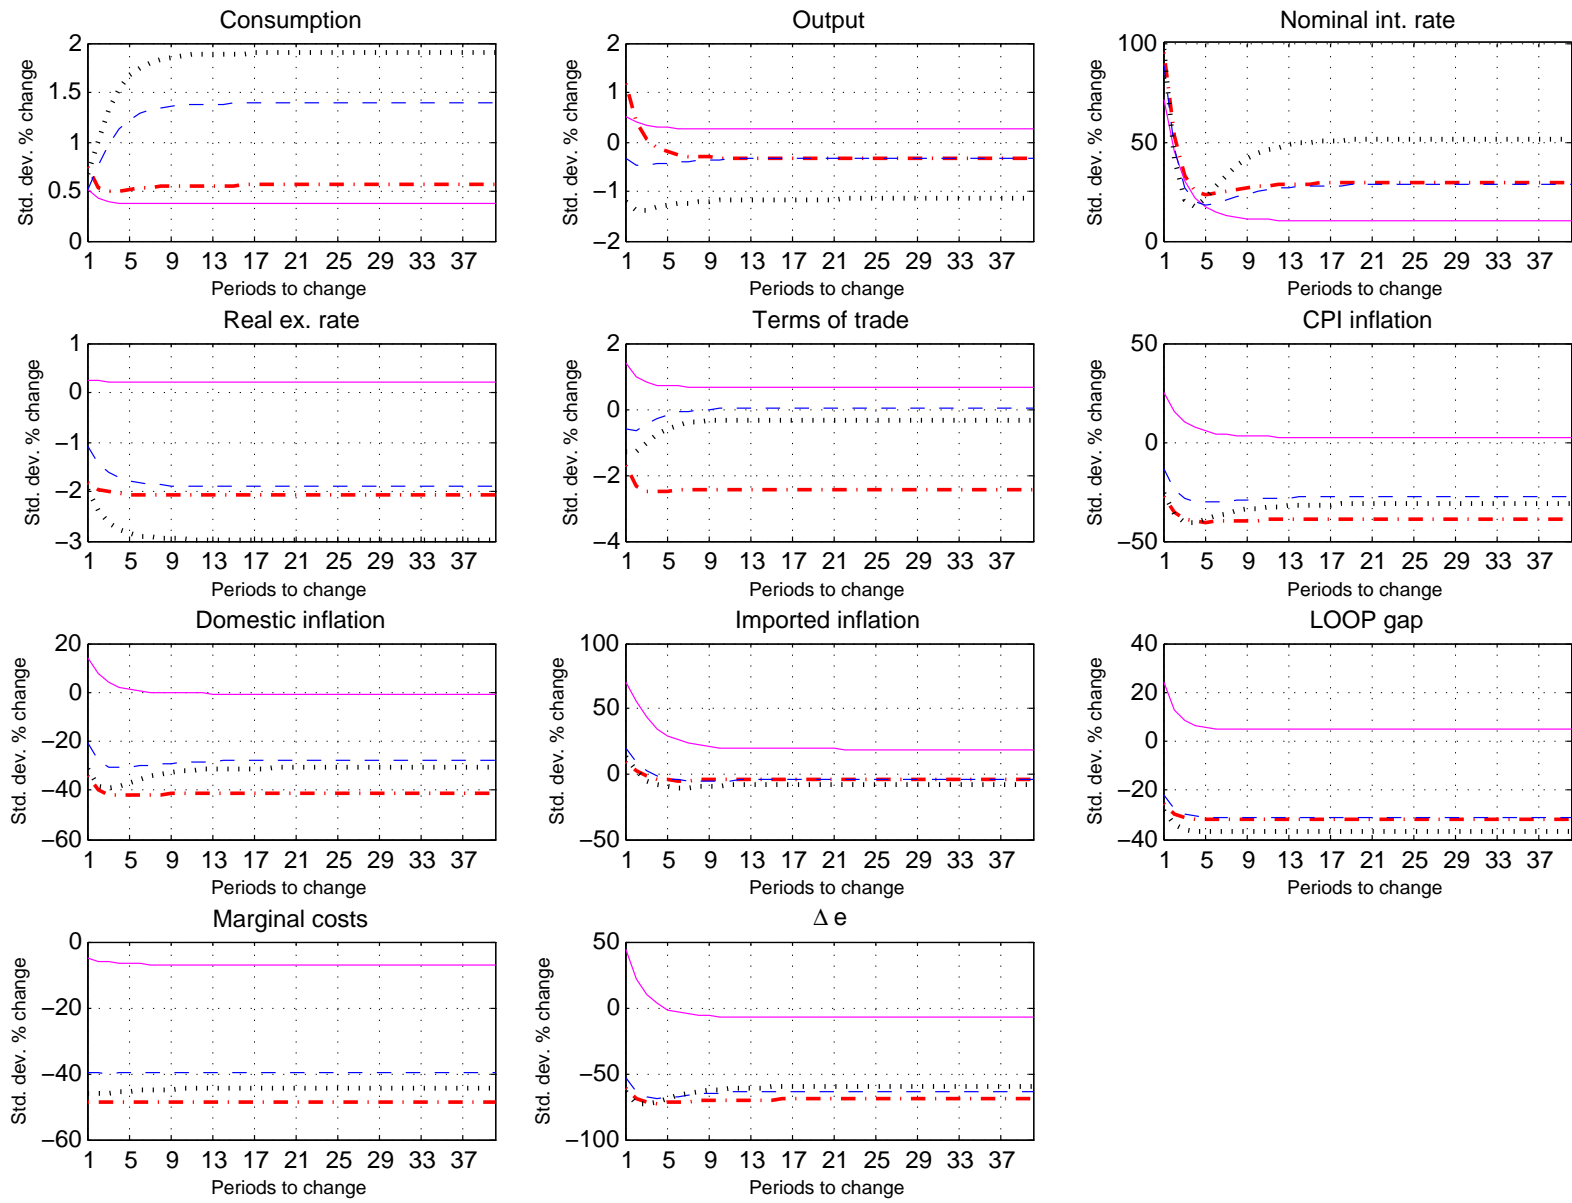 Consumption
Std. dev. % change
2
1.5
1
0.5
0
1 5 9 13 17 21 25 29 33 37
Periods to change
Output
Std. dev. % change
2
1
0
−1
−2
1 5 9 13 17 21 25 29 33 37
Periods to change
Nominal int. rate
Std. dev. % change
100
50
0
1 5 9 13 17 21 25 29 33 37
Periods to change
Real ex. rate
Std. dev. % change
1
0
−1
−2
−3
1 5 9 13 17 21 25 29 33 37
Periods to change
Terms of trade
Std. dev. % change
2
0
−2
−4
1 5 9 13 17 21 25 29 33 37
Periods to change
CPI inflation
Std. dev. % change
50
0
−50
1 5 9 13 17 21 25 29 33 37
Periods to change
Domestic inflation
Std. dev. % change
20
0
−20
−40
−60
1 5 9 13 17 21 25 29 33 37
Periods to change
Imported inflation
Std. dev. % change
100
50
0
−50
1 5 9 13 17 21 25 29 33 37
Periods to change
LOOP gap
Std. dev. % change
40
20
0
−20
−40
1 5 9 13 17 21 25 29 33 37
Periods to change
Marginal costs
Std. dev. % change
0
−20
−40
−60
1 5 9 13 17 21 25 29 33 37
Periods to change
Δ e
Std. dev. % change
50
0
−50
−100
1 5 9 13 17 21 25 29 33 37
Periods to change